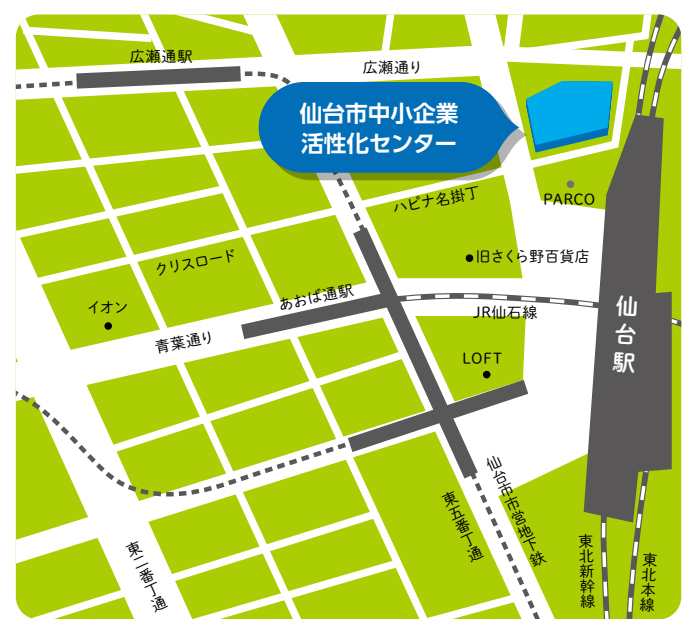 広瀬通駅
広瀬通り
仙台市中小企業
活性化センター
ハピナ名掛丁
PARCO
クリスロード
旧さくら野百貨店
イオン
あおば通駅
JR仙石線
仙台駅
青葉通り
LOFT
仙台市市営地下鉄
東五番丁通
東二番丁通
東北新幹線
東北本線